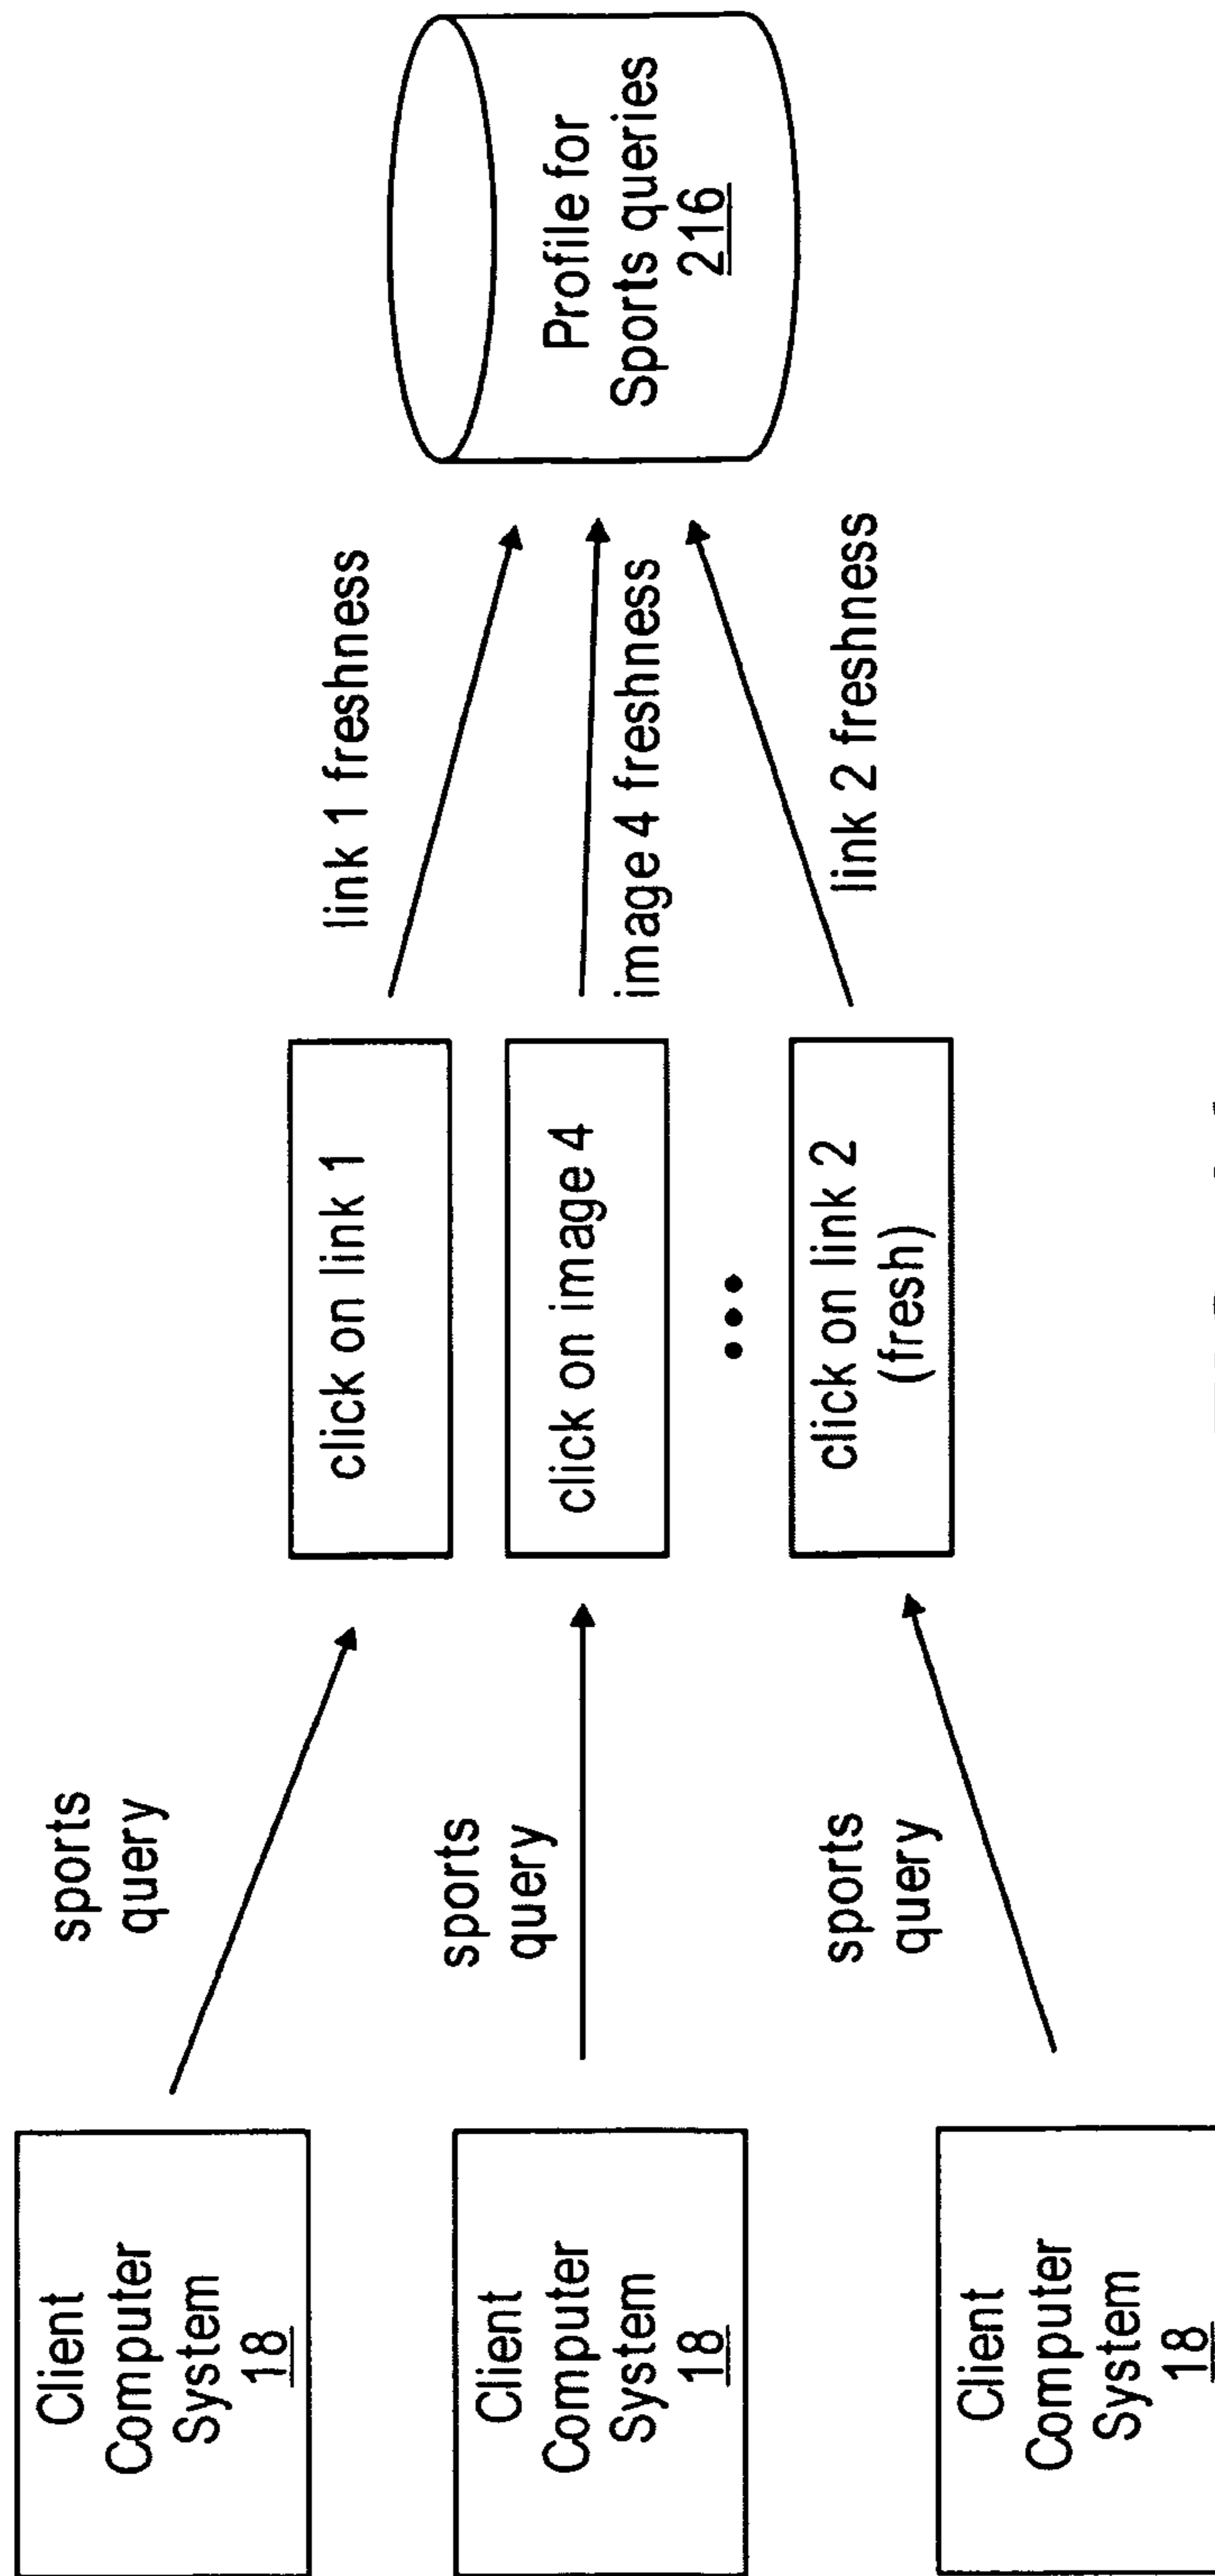 Client
Computer
System
18
Client
Computer
System
18
Client
Computer
System
18
sports
query
sports
query
sports
query
click on link 1
click on image 4
click on link 2
(fresh)
link 1 freshness
image 4 freshness
link 2 freshness
Profile for
Sports queries
216